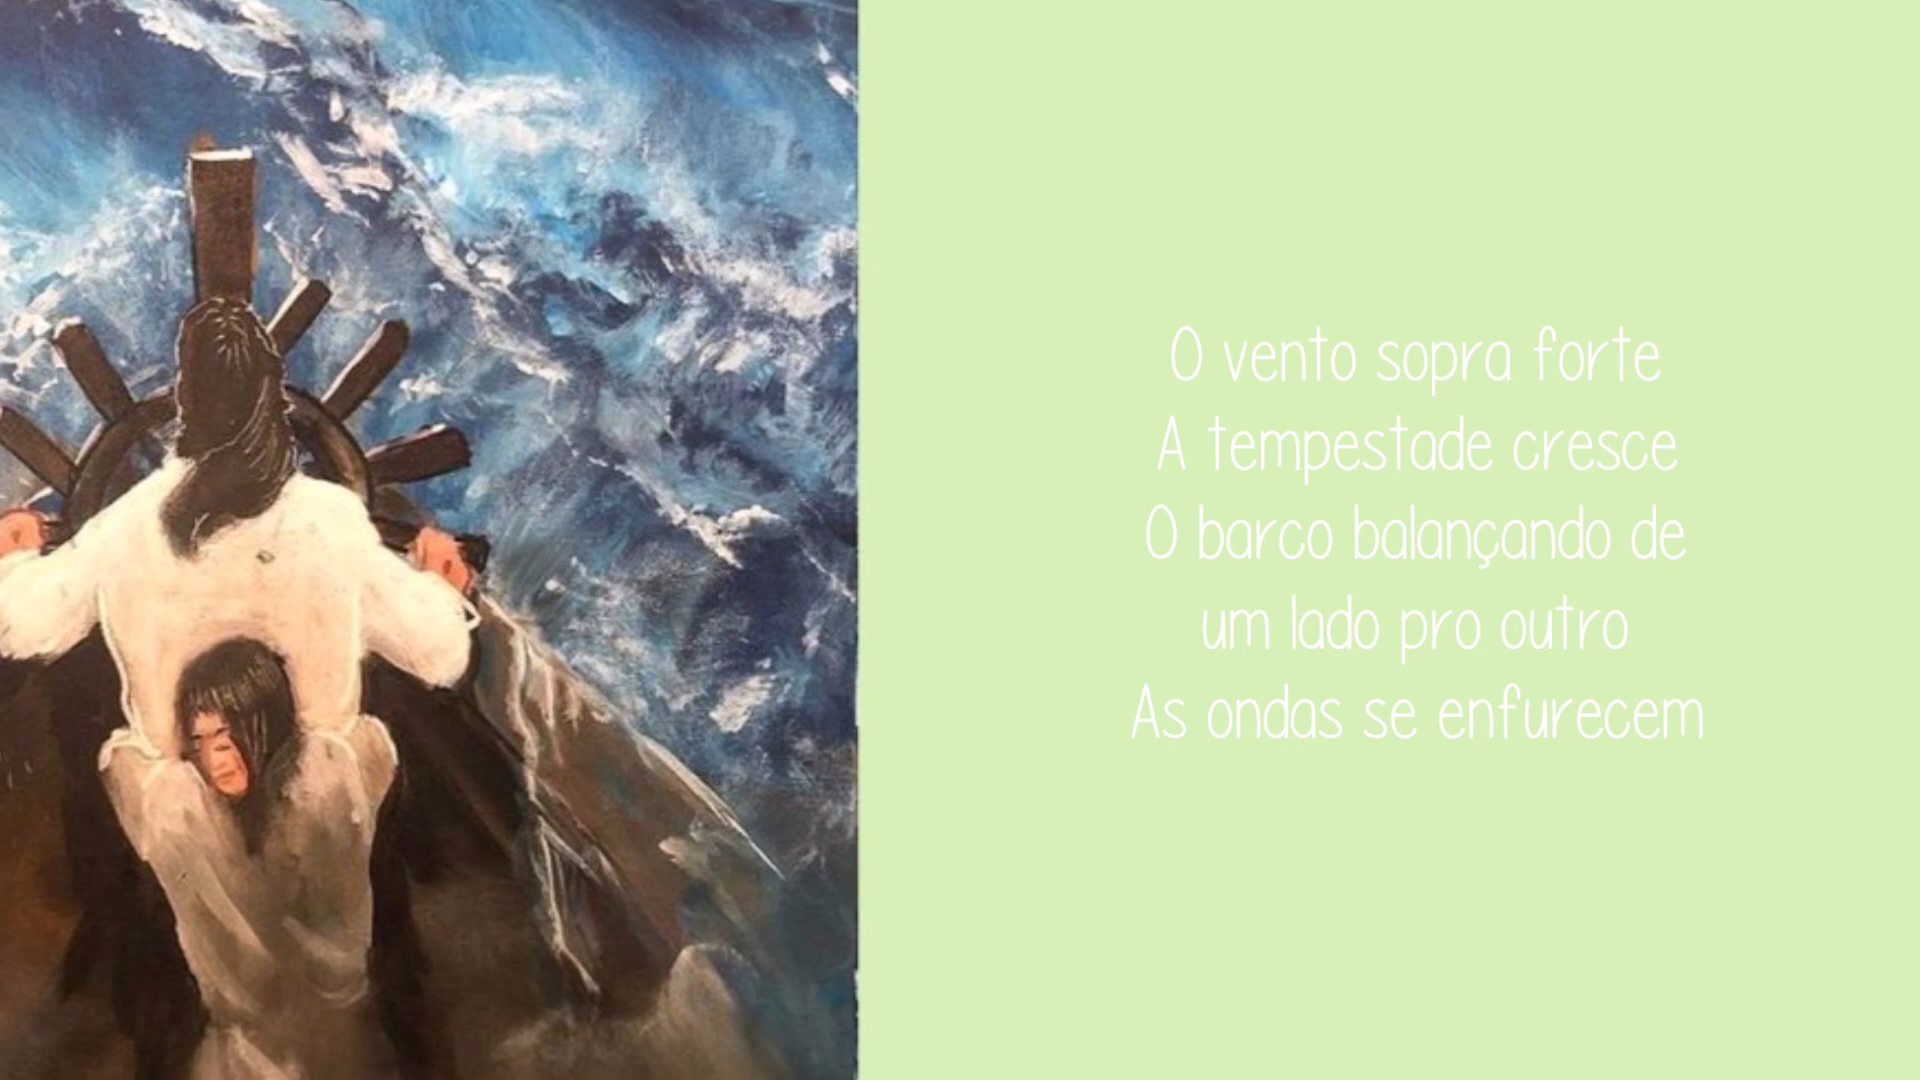 O vento sopra forte
A tempestade cresce
O barco balançando de
um lado pro outro
As ondas se enfurecem